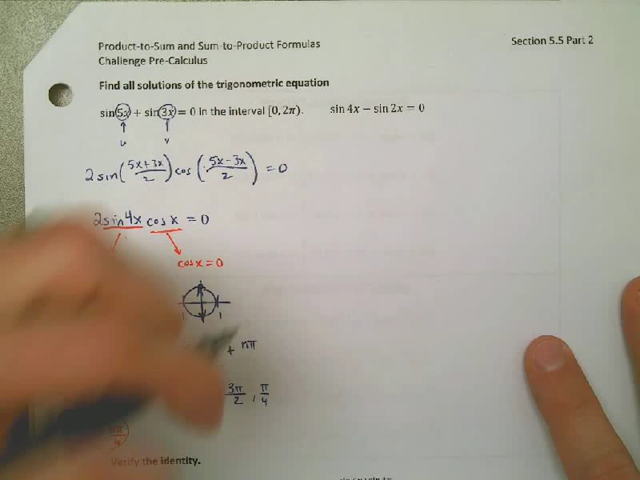 Product-to-Sum and Sum-to-Product Formulas
Section 5.5 Part 2
Challenge Pre-Calculus
Find all solutions of the trigonometric equation
sin 5x + sin 3x = 0 in the interval [0, 2π). sin 4x − sin 2x = 0
u v
2 sin (5x+3x/2) cos (5x-3x/2) = 0
2 sin 4x cos x = 0
cos x = 0
1
+ nπ
3π/2 , π/4
Verify the identity.